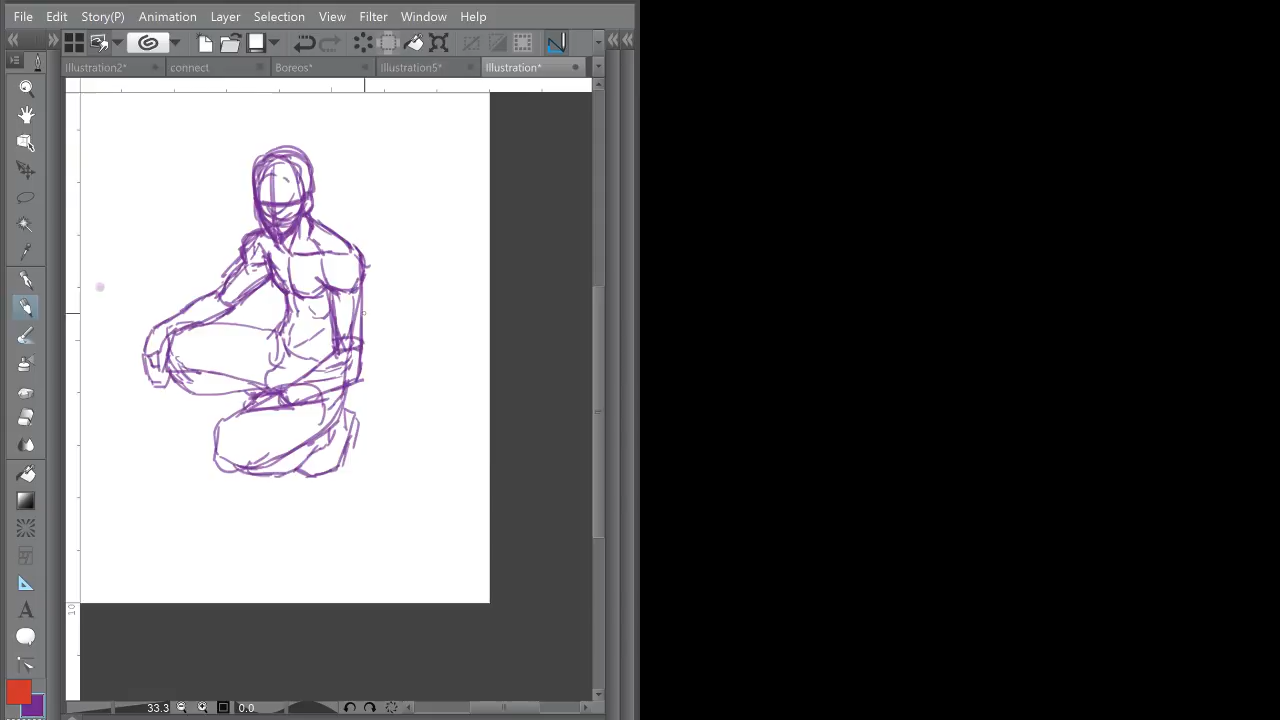 File Edit Story(P) Animation Layer Selection View Filter Window Help
Illustration2* connect Boreos* Illustration5* Illustration*
10
33.3 0.0